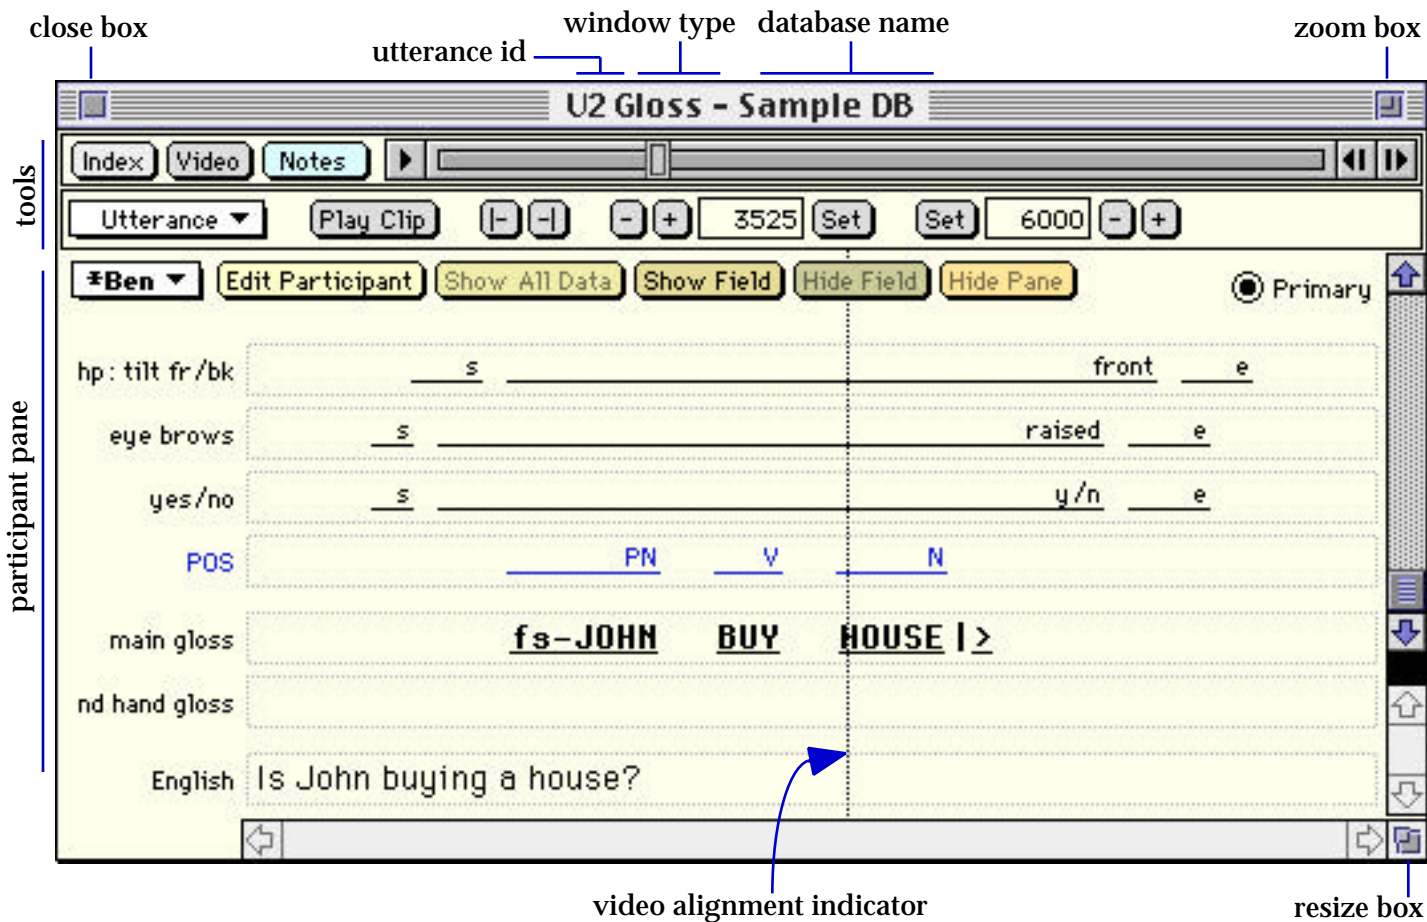 close box
window type
database name
zoom box
utterance id
U2 Gloss - Sample DB
tools
Index Video Notes
Utterance Play Clip |- -| - + 3525 Set Set 6000 - +
participant pane
*Ben Edit Participant Show All Data Show Field Hide Field Hide Pane Primary
hp: tilt fr/bk s front e
eye brows s raised e
yes/no s y/n e
POS PN V N
main gloss fs-JOHN BUY HOUSE |>
nd hand gloss
English Is John buying a house?
video alignment indicator
resize box